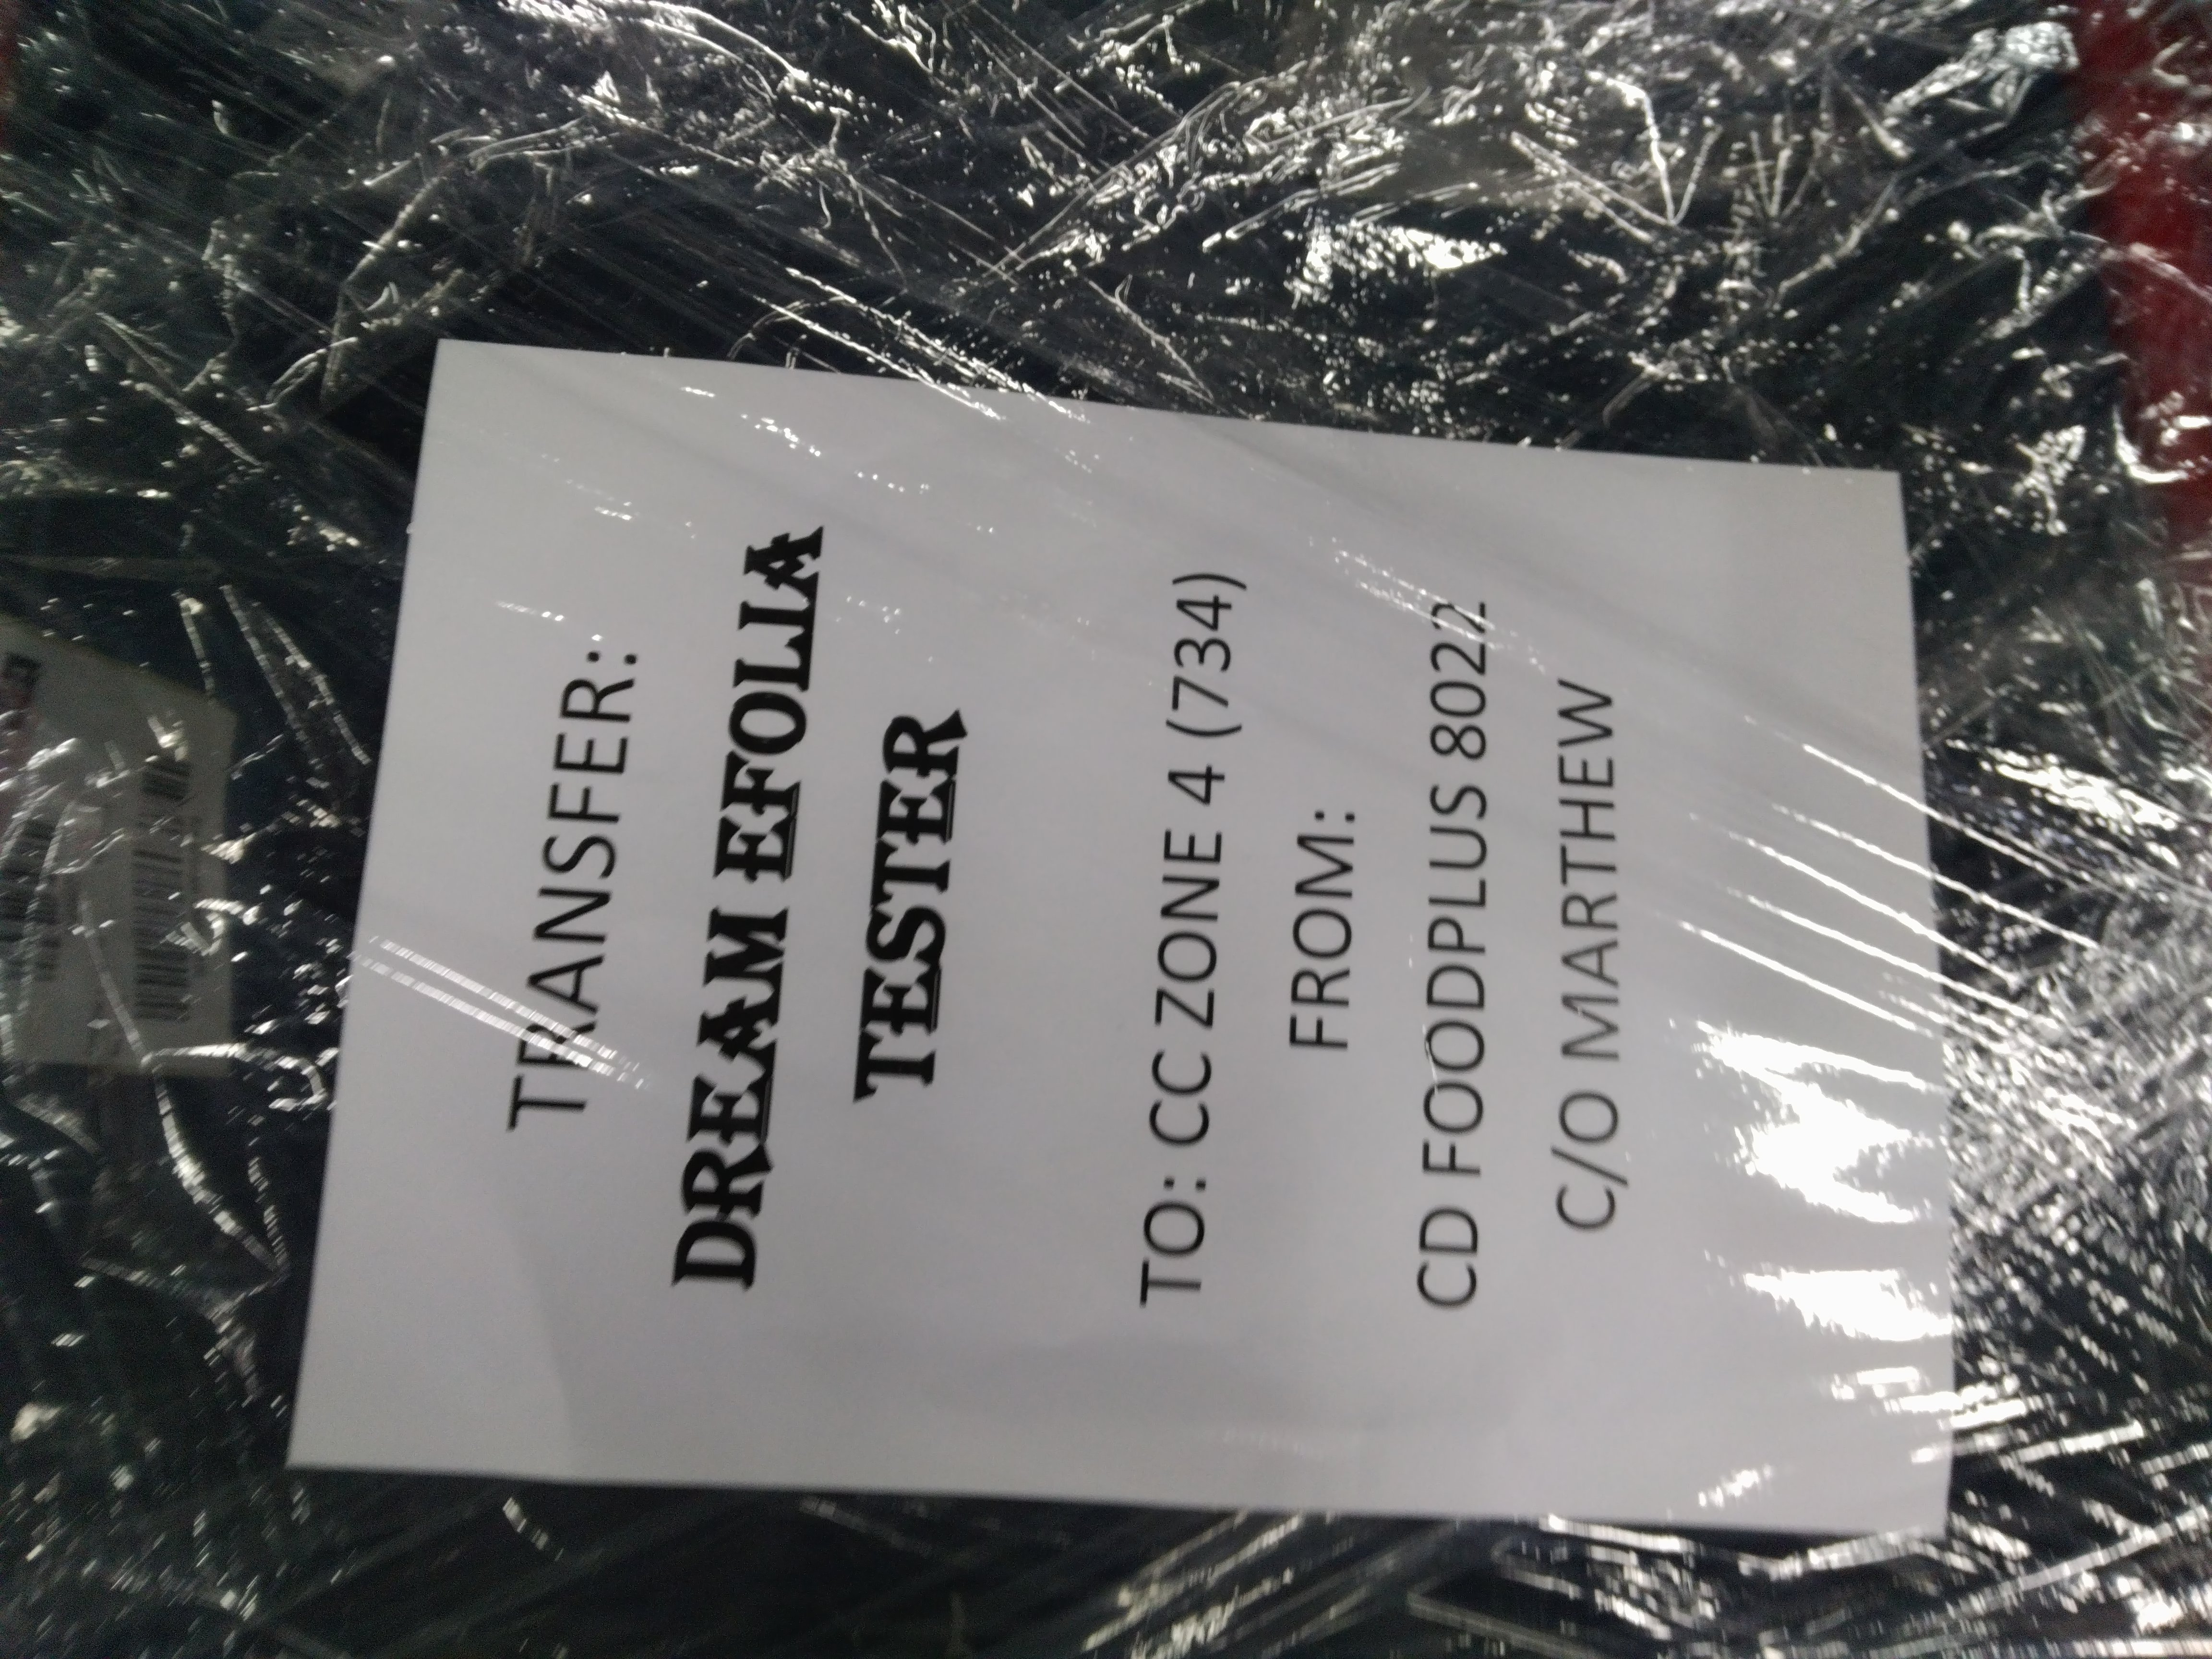 TRANSFER:
DREAM EFOLIA
TESTER
TO: CC ZONE 4 (734)
FROM:
CD FOODPLUS 8022
C/O MARTHEW